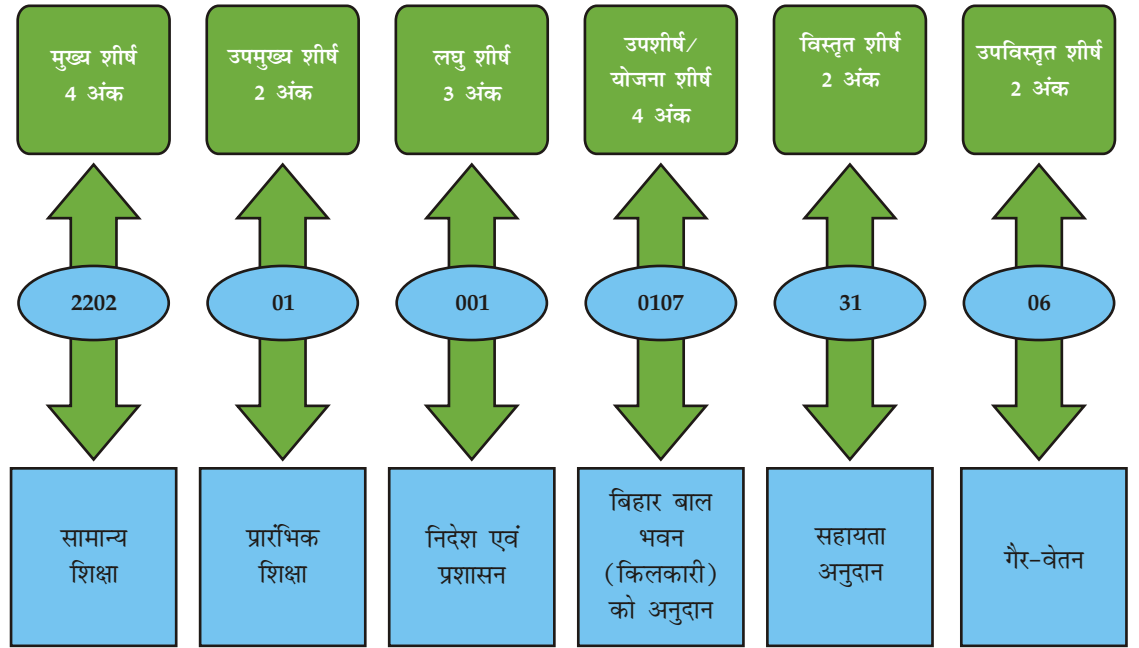 मुख्य शीर्ष
4 अंक
उपमुख्य शीर्ष
2 अंक
लघु शीर्ष
3 अंक
उपशीर्ष/
योजना शीर्ष
4 अंक
विस्तृत शीर्ष
2 अंक
उपविस्तृत शीर्ष
2 अंक
2202
01
001
0107
31
06
सामान्य
शिक्षा
प्रारंभिक
शिक्षा
निदेश एवं
प्रशासन
बिहार बाल
भवन
(किलकारी)
को अनुदान
सहायता
अनुदान
गैर-वेतन